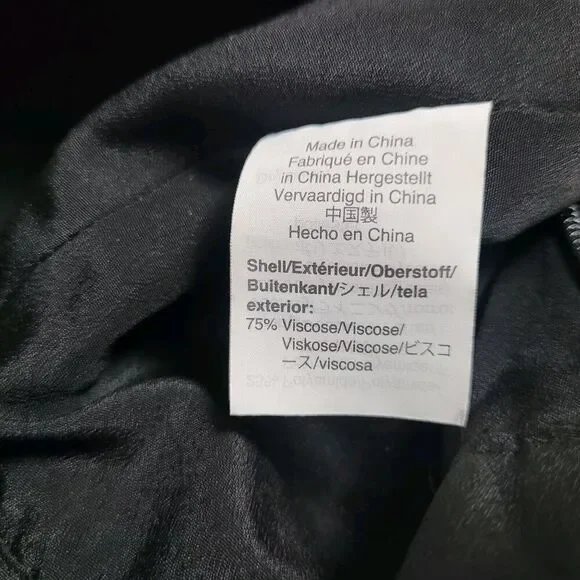 Made in China
Fabriqué en Chine
in China Hergestellt
Vervaardigd in China
中国製
Hecho en China
Shell/Extérieur/Oberstoff/
Buitenkant/シェル/tela
exterior:
75% Viscose/Viscose/
Viskose/Viscose/ビスコ
ース/viscosa